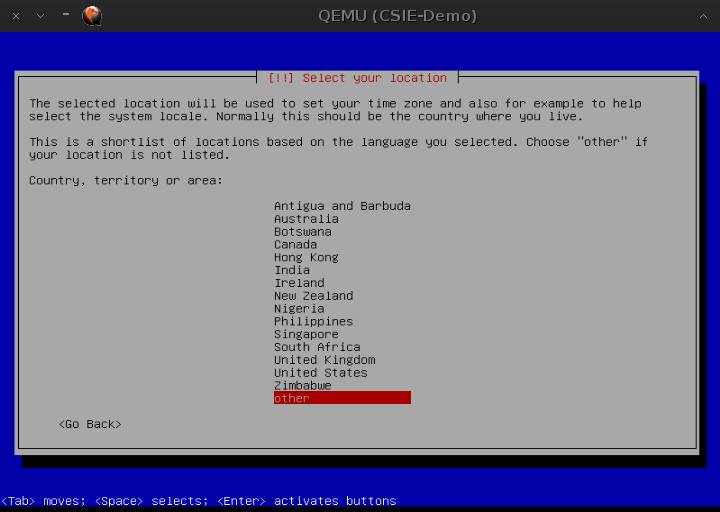 QEMU (CSIE-Demo)
[!!] Select your location
The selected location will be used to set your time zone and also for example to help
select the system locale. Normally this should be the country where you live.
This is a shortlist of locations based on the language you selected. Choose "other" if
your location is not listed.
Country, territory or area:
Antigua and Barbuda
Australia
Botswana
Canada
Hong Kong
India
Ireland
New Zealand
Nigeria
Philippines
Singapore
South Africa
United Kingdom
United States
Zimbabwe
other
<Go Back>
<Tab> moves; <Space> selects; <Enter> activates buttons